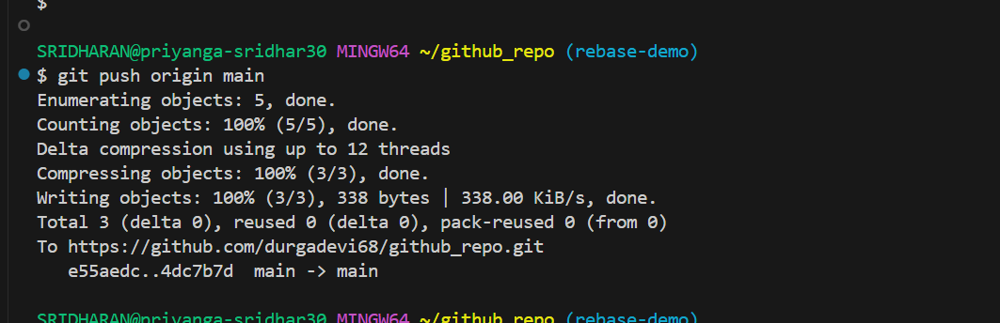 $
SRIDHARAN@priyanga-sridhar30 MINGW64 ~/github_repo (rebase-demo)
$ git push origin main
Enumerating objects: 5, done.
Counting objects: 100% (5/5), done.
Delta compression using up to 12 threads
Compressing objects: 100% (3/3), done.
Writing objects: 100% (3/3), 338 bytes | 338.00 KiB/s, done.
Total 3 (delta 0), reused 0 (delta 0), pack-reused 0 (from 0)
To https://github.com/durgadevi68/github_repo.git
   e55aedc..4dc7b7d  main -> main
SRIDHARAN@priyanga-sridhar30 MINGW64 ~/github_repo (rebase-demo)